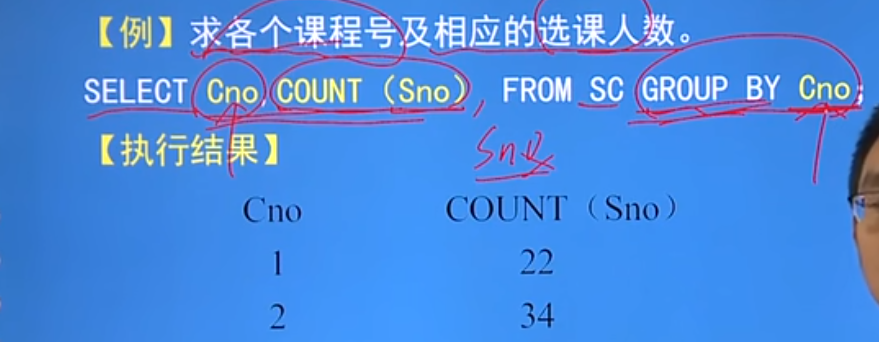 【例】求各个课程号及相应的选课人数。
SELECT Cno, COUNT（Sno）, FROM SC GROUP BY Cno;
【执行结果】
Cno COUNT（Sno）
1 22
2 34